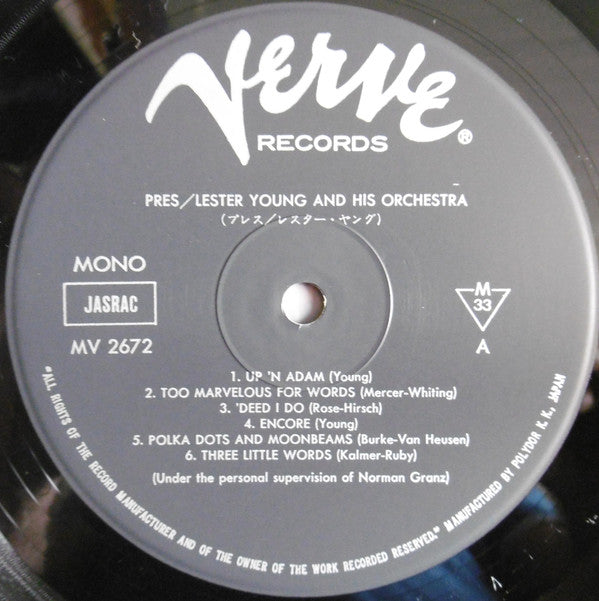 Verve®
RECORDS
PRES/LESTER YOUNG AND HIS ORCHESTRA
(プレス/レスター・ヤング)
MONO
JASRAC
MV 2672
M
33
A
1. UP 'N ADAM (Young)
2. TOO MARVELOUS FOR WORDS (Mercer-Whiting)
3. 'DEED I DO (Rose-Hirsch)
4. ENCORE (Young)
5. POLKA DOTS AND MOONBEAMS (Burke-Van Heusen)
6. THREE LITTLE WORDS (Kalmer-Ruby)
(Under the personal supervision of Norman Granz)
"ALL RIGHTS OF THE RECORD MANUFACTURER AND OF THE OWNER OF THE WORK RECORDED RESERVED." MANUFACTURED BY POLYDOR K. K., JAPAN